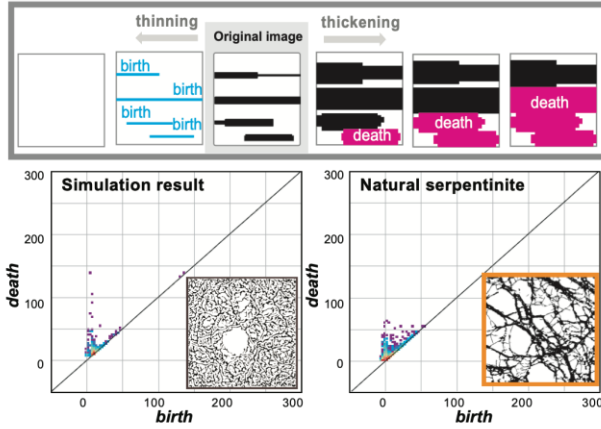 thinning
Original image
thickening
birth
birth
birth
birth
death
death
death
Simulation result
300
200
100
0
death
0
100
200
300
birth
Natural serpentinite
300
200
100
0
death
0
100
200
300
birth